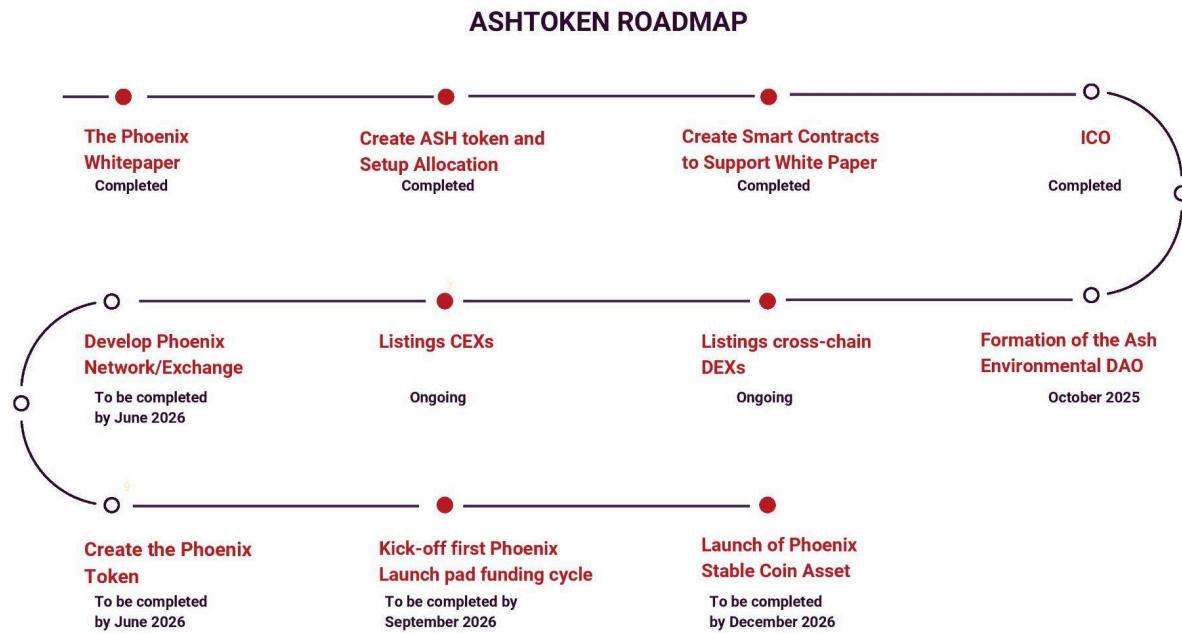 ASHTOKEN ROADMAP
The Phoenix
Whitepaper
Completed
Create ASH token and
Setup Allocation
Completed
Create Smart Contracts
to Support White Paper
Completed
ICO
Completed
Formation of the Ash
Environmental DAO
October 2025
Listings cross-chain
DEXs
Ongoing
7
Listings CEXs
Ongoing
Develop Phoenix
Network/Exchange
To be completed
by June 2026
9
Create the Phoenix
Token
To be completed
by June 2026
Kick-off first Phoenix
Launch pad funding cycle
To be completed by
September 2026
Launch of Phoenix
Stable Coin Asset
To be completed
by December 2026